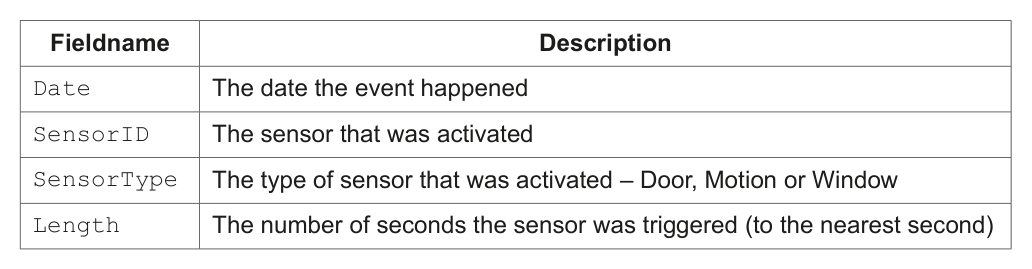 Fieldname Description
Date The date the event happened
SensorID The sensor that was activated
SensorType The type of sensor that was activated – Door, Motion or Window
Length The number of seconds the sensor was triggered (to the nearest second)